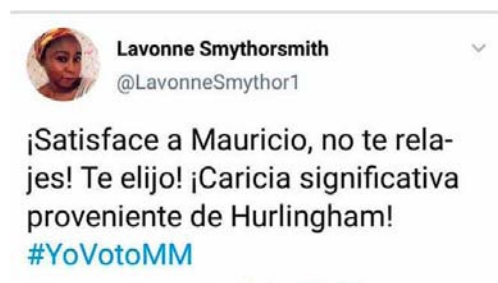 Lavonne Smythorsmith
@LavonneSmythor1
¡Satisface a Mauricio, no te rela-
jes! Te elijo! ¡Caricia significativa
proveniente de Hurlingham!
#YoVotoMM